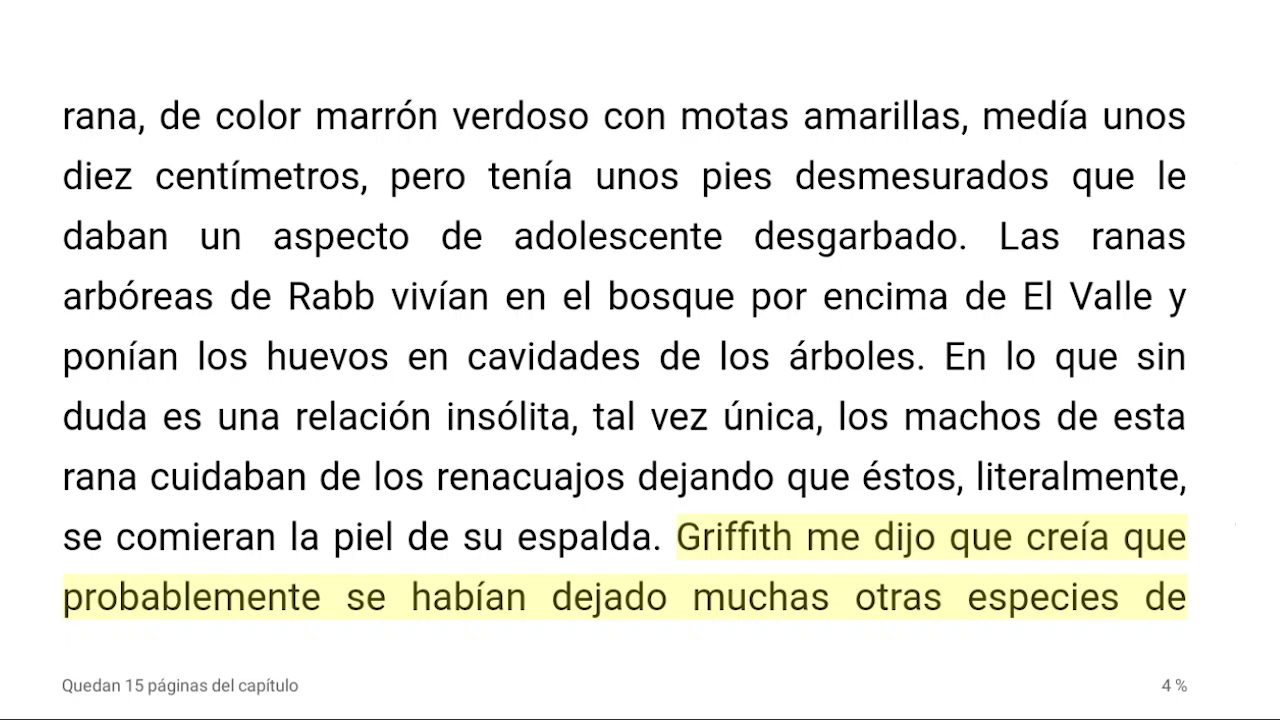 rana, de color marrón verdoso con motas amarillas, medía unos
diez centímetros, pero tenía unos pies desmesurados que le
daban un aspecto de adolescente desgarbado. Las ranas
arbóreas de Rabb vivían en el bosque por encima de El Valle y
ponían los huevos en cavidades de los árboles. En lo que sin
duda es una relación insólita, tal vez única, los machos de esta
rana cuidaban de los renacuajos dejando que éstos, literalmente,
se comieran la piel de su espalda. Griffith me dijo que creía que
probablemente se habían dejado muchas otras especies de
Quedan 15 páginas del capítulo
4 %